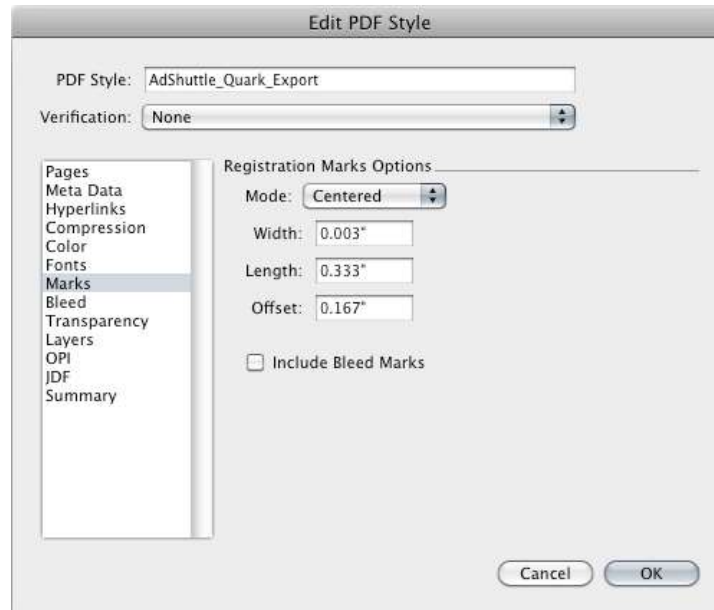 Edit PDF Style
PDF Style: AdShuttle_Quark_Export
Verification: None
Pages
Meta Data
Hyperlinks
Compression
Color
Fonts
Marks
Bleed
Transparency
Layers
OPI
JDF
Summary
Registration Marks Options
Mode: Centered
Width: 0.003"
Length: 0.333"
Offset: 0.167"
Include Bleed Marks
Cancel
OK